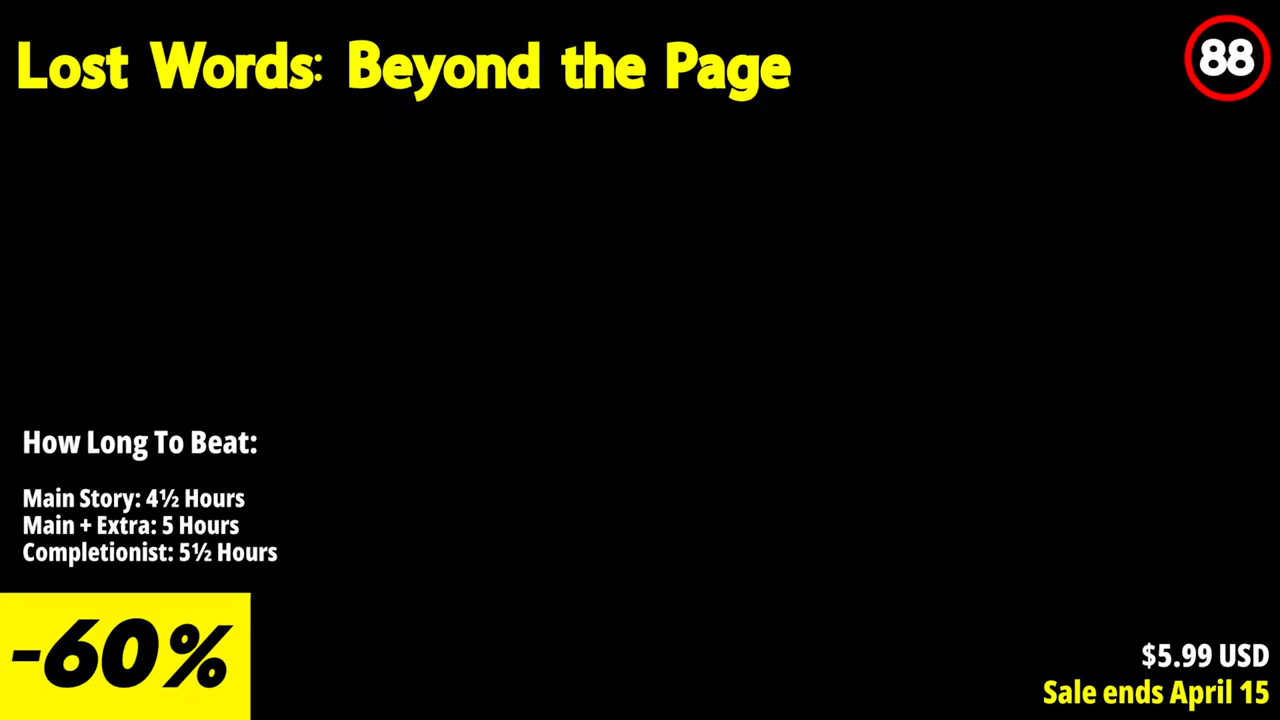 Lost Words: Beyond the Page
88
How Long To Beat:
Main Story: 4½ Hours
Main + Extra: 5 Hours
Completionist: 5½ Hours
-60%
$5.99 USD
Sale ends April 15